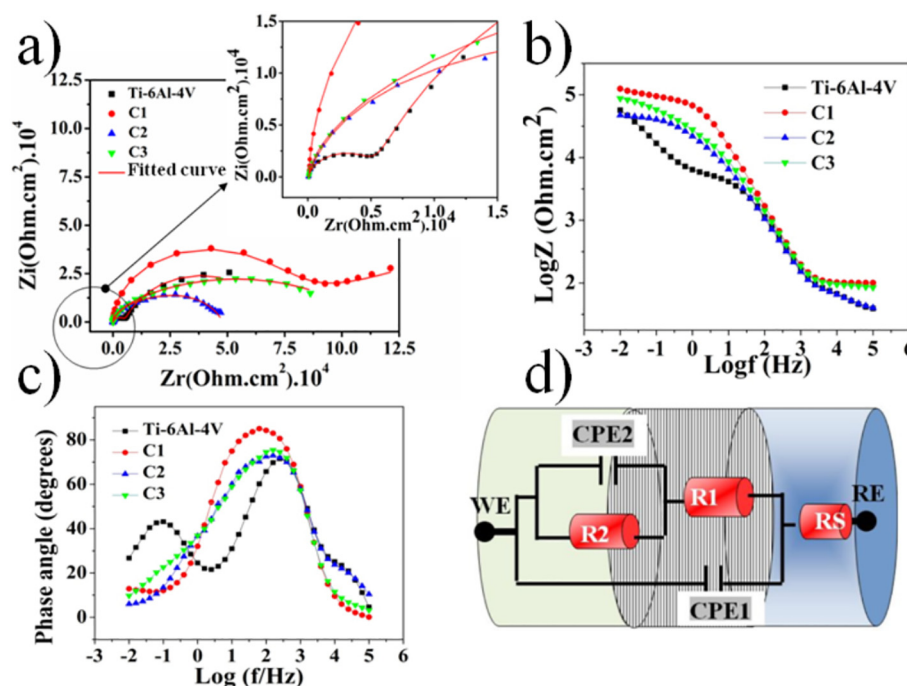 a)
12.5
10.0
7.5
5.0
2.5
0.0
Zi(Ohm.cm²).10⁴
Ti-6Al-4V
C1
C2
C3
Fitted curve
0.0 2.5 5.0 7.5 10.0 12.5
Zr(Ohm.cm²).10⁴
1.5
1.0
0.5
0.0
Zi(Ohm.cm²).10⁴
0.0 0.5 1.0 1.5
Zr(Ohm.cm²).10⁴
b)
5
4
3
2
1
LogZ (Ohm.cm²)
Ti-6Al-4V
C1
C2
C3
-3 -2 -1 0 1 2 3 4 5 6
Logf (Hz)
c)
80
60
40
20
0
Phase angle (degrees)
Ti-6Al-4V
C1
C2
C3
-3 -2 -1 0 1 2 3 4 5 6
Log (f/Hz)
d)
CPE2
WE
R2
R1
RS
RE
CPE1